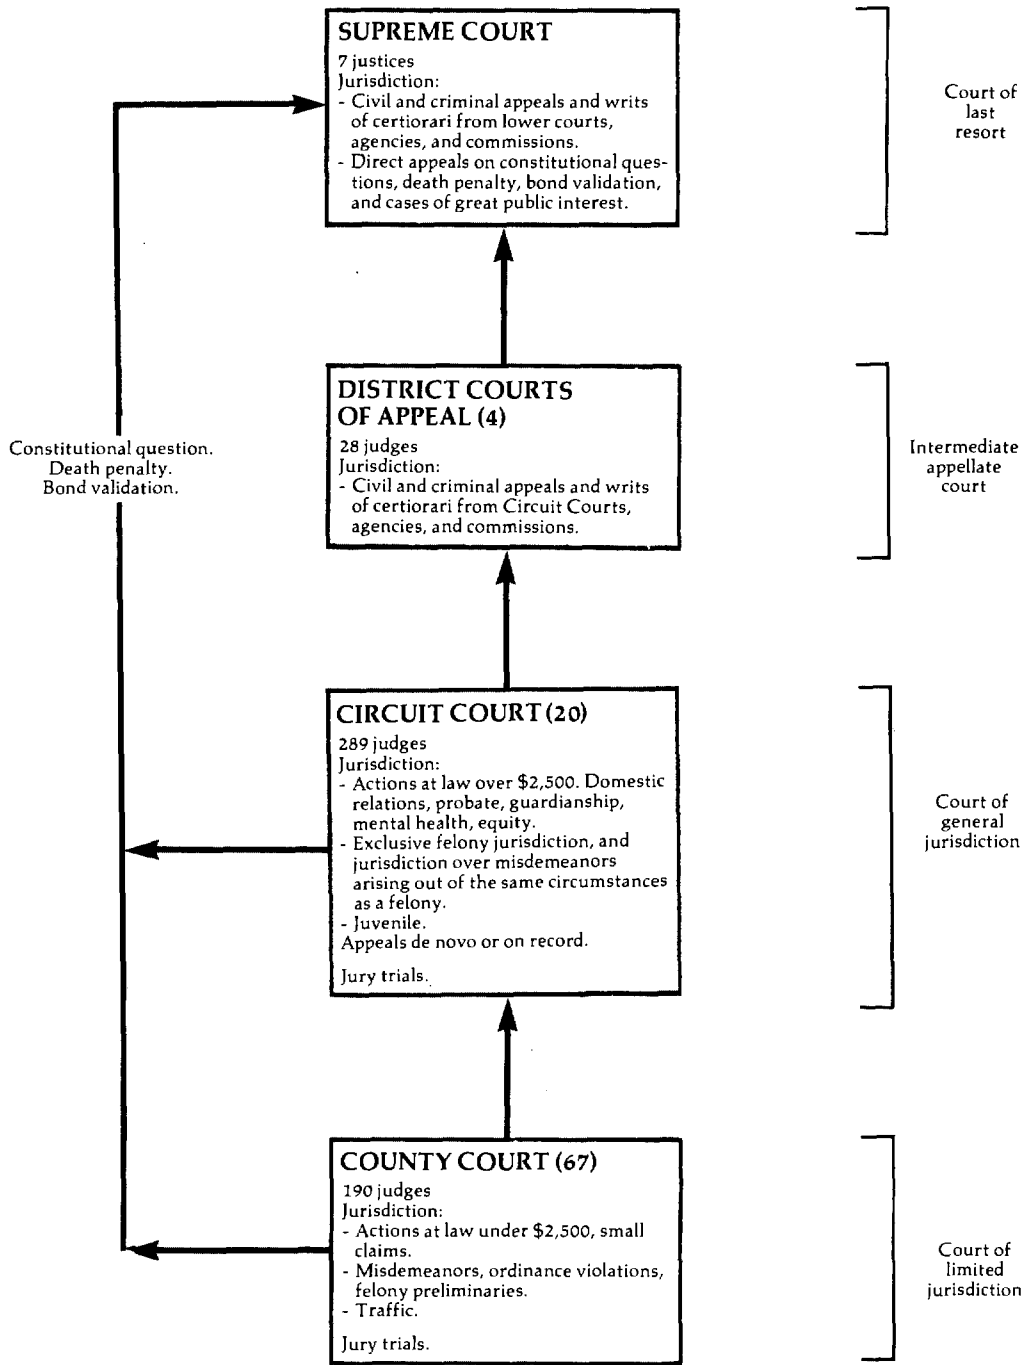 SUPREME COURT
7 justices
Jurisdiction:
- Civil and criminal appeals and writs
of certiorari from lower courts,
agencies, and commissions.
- Direct appeals on constitutional ques-
tions, death penalty, bond validation,
and cases of great public interest.
Court of
last
resort
DISTRICT COURTS
OF APPEAL (4)
28 judges
Jurisdiction:
- Civil and criminal appeals and writs
of certiorari from Circuit Courts,
agencies, and commissions.
Intermediate
appellate
court
Constitutional question.
Death penalty.
Bond validation.
CIRCUIT COURT (20)
289 judges
Jurisdiction:
- Actions at law over $2,500. Domestic
relations, probate, guardianship,
mental health, equity.
- Exclusive felony jurisdiction, and
jurisdiction over misdemeanors
arising out of the same circumstances
as a felony.
- Juvenile.
Appeals de novo or on record.
Jury trials.
Court of
general
jurisdiction
COUNTY COURT (67)
190 judges
Jurisdiction:
- Actions at law under $2,500, small
claims.
- Misdemeanors, ordinance violations,
felony preliminaries.
- Traffic.
Jury trials.
Court of
limited
jurisdiction